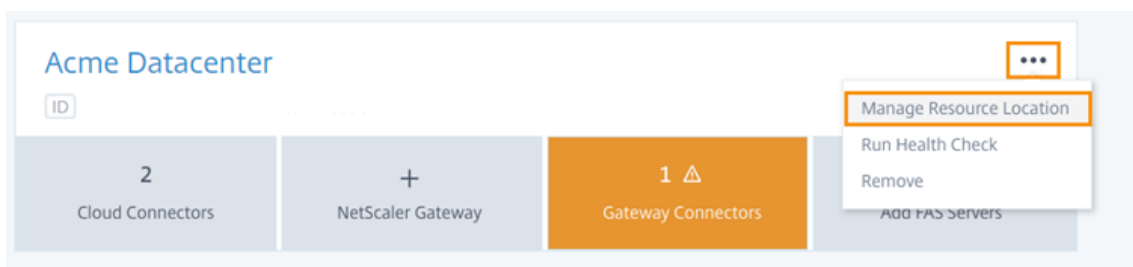 Acme Datacenter
•••
ID
Manage Resource Location
Run Health Check
Remove
2
Cloud Connectors
+
NetScaler Gateway
1 ⚠
Gateway Connectors
Add FAS Servers